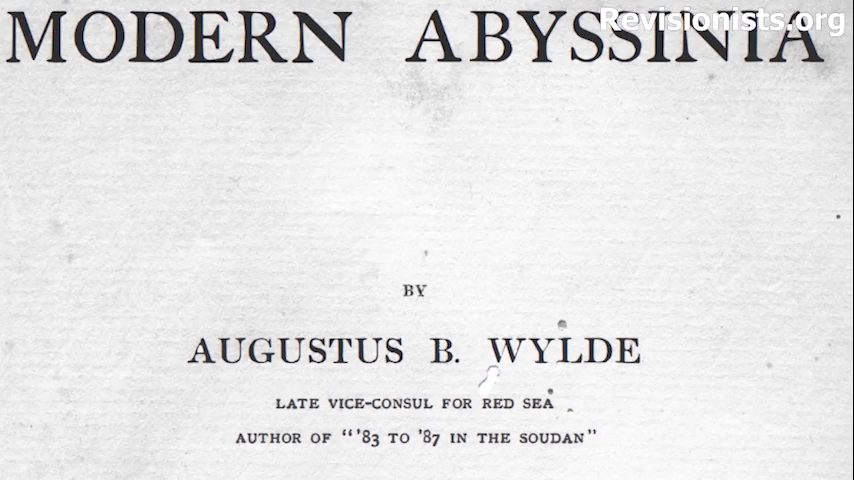 Revisionists.org
MODERN ABYSSINIA
BY
AUGUSTUS B. WYLDE
LATE VICE-CONSUL FOR RED SEA
AUTHOR OF "'83 TO '87 IN THE SOUDAN"